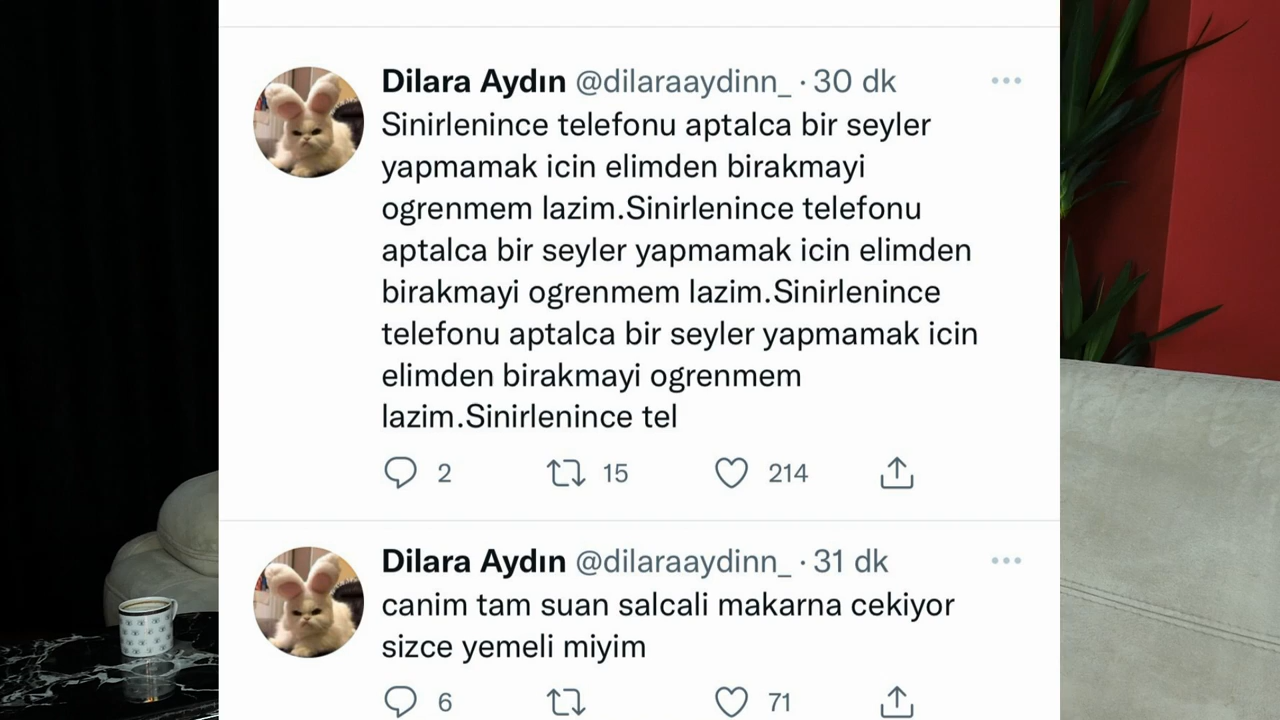 Dilara Aydın @dilaraaydinn_ · 30 dk
Sinirlenince telefonu aptalca bir seyler
yapmamak icin elimden birakmayi
ogrenmem lazim.Sinirlenince telefonu
aptalca bir seyler yapmamak icin elimden
birakmayi ogrenmem lazim.Sinirlenince
telefonu aptalca bir seyler yapmamak icin
elimden birakmayi ogrenmem
lazim.Sinirlenince tel
2 15 214
Dilara Aydın @dilaraaydinn_ · 31 dk
canim tam suan salcali makarna cekiyor
sizce yemeli miyim
6 71